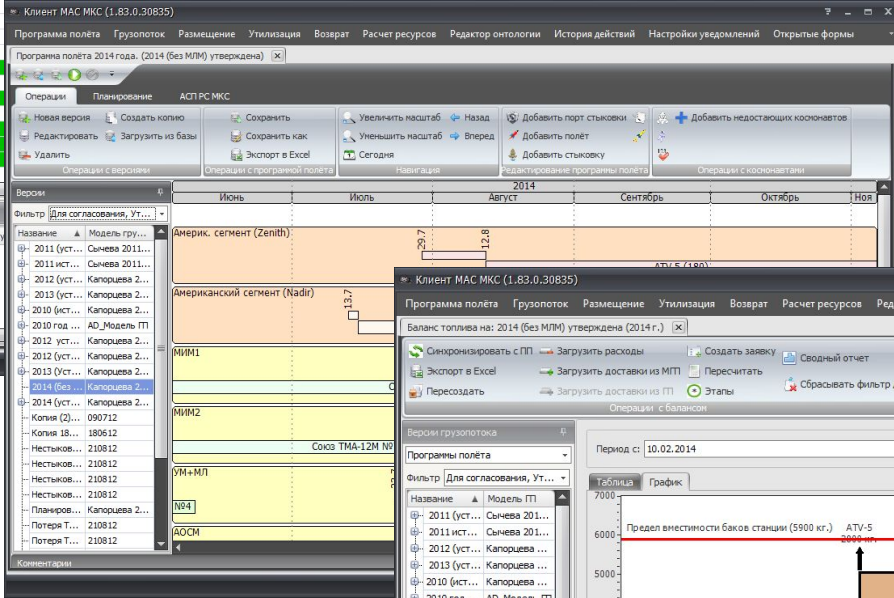 Клиент МАС МКС (1.83.0.30835)
Программа полёта Грузопоток Размещение Утилизация Возврат Расчет ресурсов Редактор онтологии История действий Настройки уведомлений Открытые формы
Программа полёта 2014 года. (2014 (без МЛМ) утверждена)
Операции Планирование АСП РС МКС
Новая версия Создать копию Сохранить Увеличить масштаб Назад Добавить порт стыковки Добавить недостающих космонавтов
Редактировать Загрузить из базы Сохранить как Уменьшить масштаб Вперед Добавить полёт
Удалить Экспорт в Excel Сегодня Добавить стыковку
Операции с версиями Операции с программой полёта Навигация Редактирование программы полёта Операции с космонавтами
Версии
Фильтр Для согласования, Ут...
Название Модель гру...
2011 (уст... Сычева 2011...
2011 ист... Сычева 2011...
2012 (уст... Капорцева 2...
2013 (уст... Капорцева 2...
2010 (ист... Капорцева 2...
2010 год ... AD_Модель ГП
2012 уст... Капорцева 2...
2012 (уст... Капорцева 2...
2013 (Уст... Капорцева 2...
2014 (без ... Капорцева 2...
2014 (уст... Капорцева 2...
Копия (2)... 090712
Копия 18... 180612
Нестыков... 210812
Нестыков... 210812
Нестыков... 210812
Нестыков... 210812
Планиров... Капорцева 2...
Потеря Т... 210812
Потеря Т... 210812
Комментарии
2014
Июнь Июль Август Сентябрь Октябрь Ноя
Америк. сегмент (Zenith)
29.7 12.8
ATV-5 (180)
Американский сегмент (Nadir)
13.7
МИМ1
МИМ2
Союз ТМА-12М №
УМ+МЛ
№4
АОСМ
Клиент МАС МКС (1.83.0.30835)
Программа полёта Грузопоток Размещение Утилизация Возврат Расчет ресурсов Ред
Баланс топлива на: 2014 (без МЛМ) утверждена (2014 г.)
Синхронизировать с ПП Загрузить расходы Создать заявку Сводный отчет
Экспорт в Excel Загрузить доставки из МГП Пересчитать
Пересоздать Загрузить доставки из ГП Этапы Сбрасывать фильтр
Операции с балансом
Версии грузопотока
Программы полёта
Фильтр Для согласования, Ут...
Название Модель ГП
2011 (уст... Сычева 201...
2011 ист... Сычева 201...
2012 (уст... Капорцева ...
2013 (уст... Капорцева ...
2010 (ист... Капорцева ...
2010 год ... AD_Модель ГП
Период с: 10.02.2014
Таблица График
7000
6000
5000
Предел вместимости баков станции (5900 кг.)
ATV-5